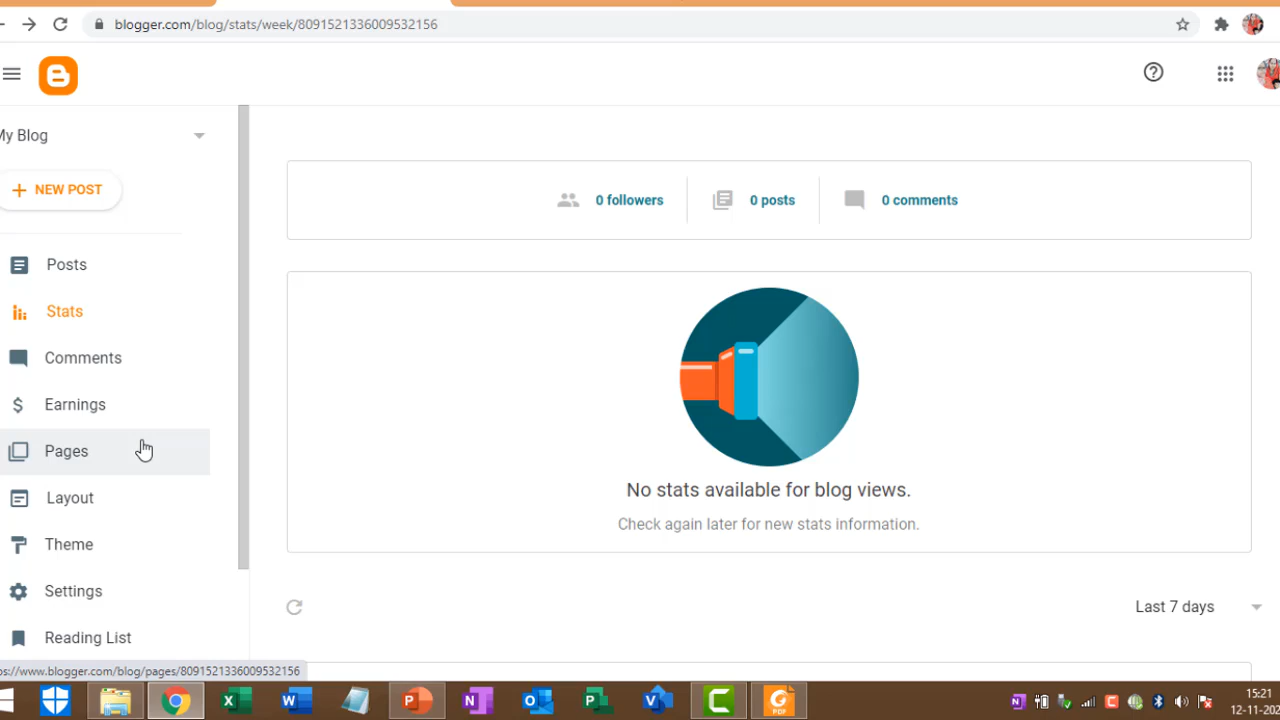 blogger.com/blog/stats/week/8091521336009532156
My Blog
NEW POST
Posts
Stats
Comments
Earnings
Pages
Layout
Theme
Settings
Reading List
0 followers
0 posts
0 comments
No stats available for blog views.
Check again later for new stats information.
Last 7 days
ps://www.blogger.com/blog/pages/8091521336009532156
15:21
12-11-202